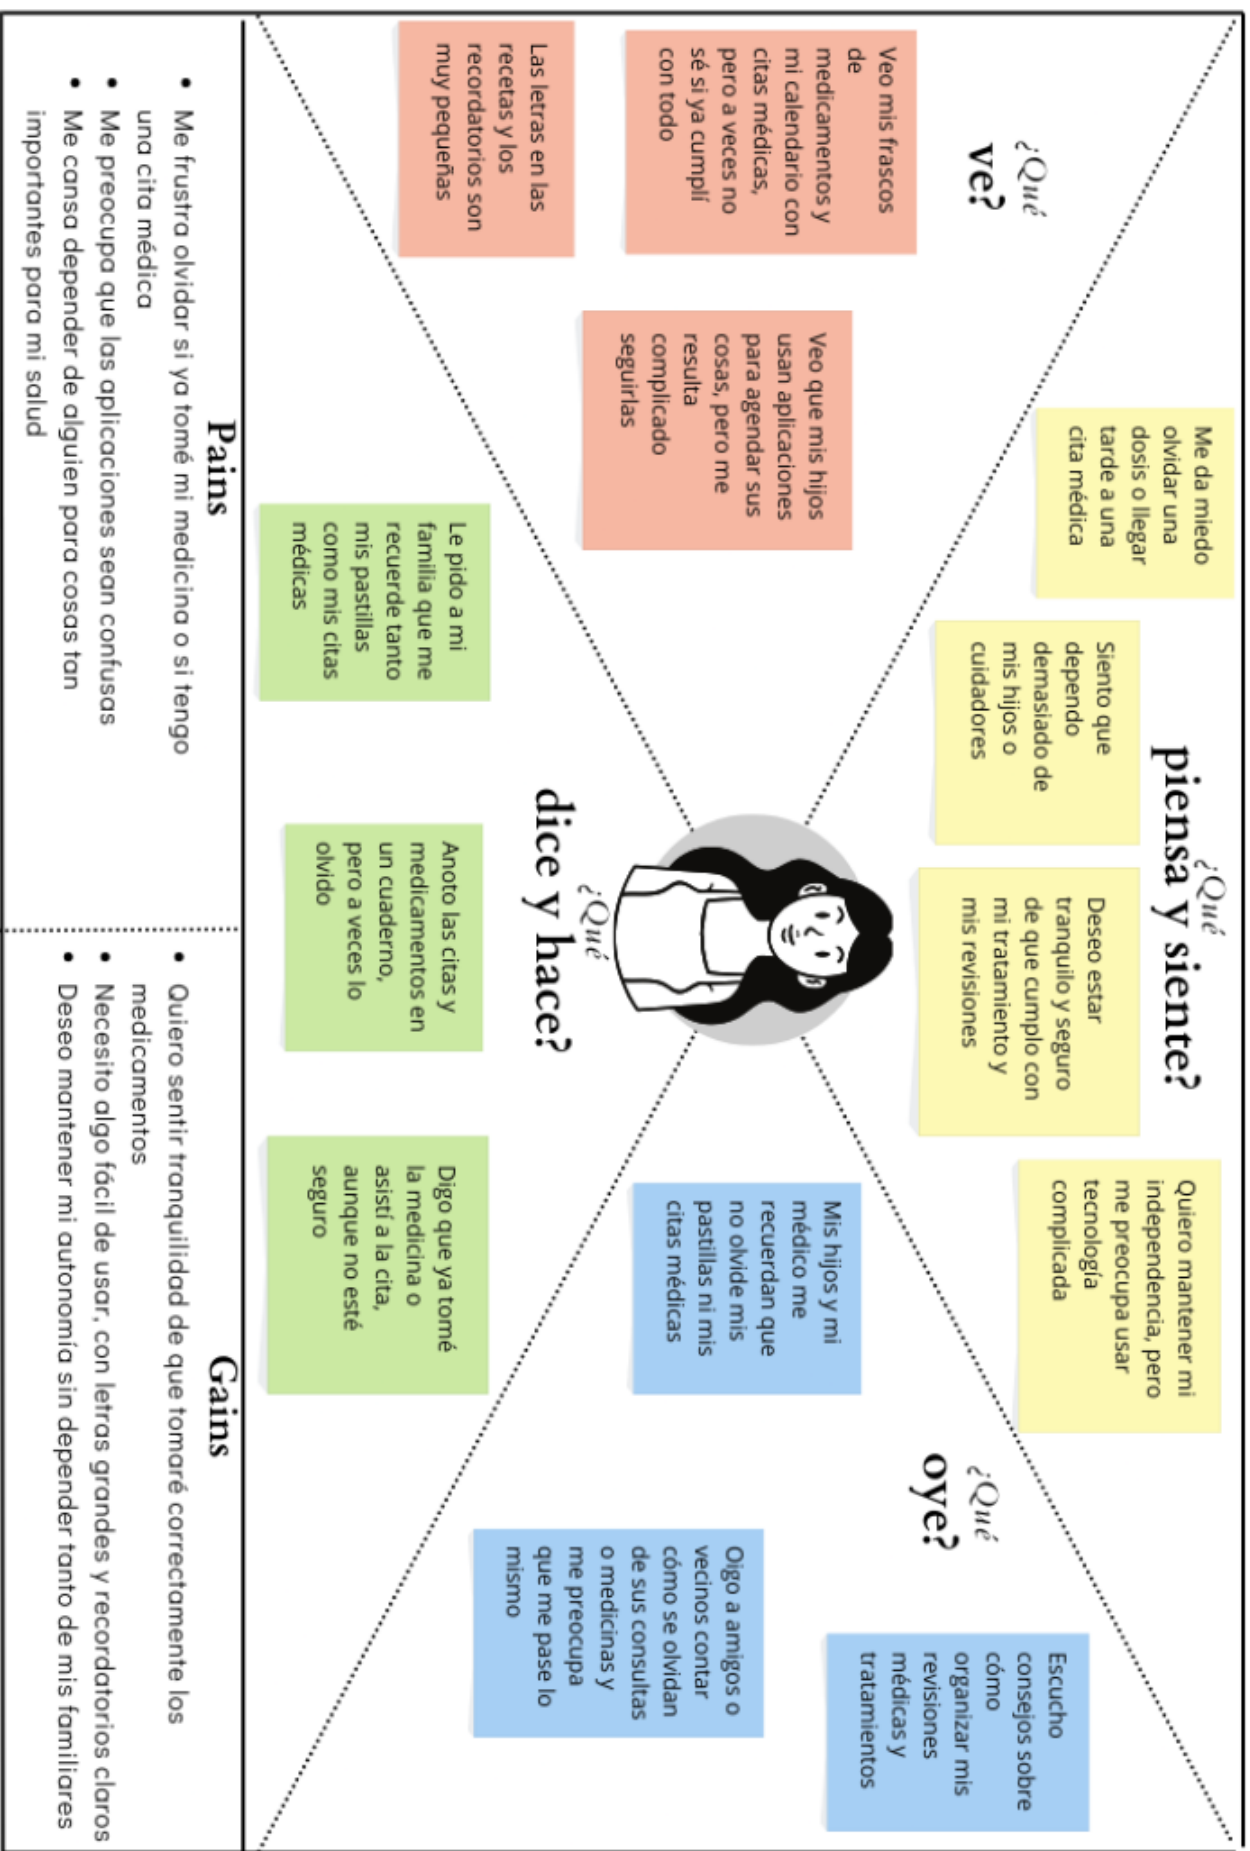 ¿Qué
piensa y siente?
Me da miedo
olvidar una
dosis o llegar
tarde a una
cita médica
Siento que
dependo
demasiado de
mis hijos o
cuidadores
Deseo estar
tranquilo y seguro
de que cumplo con
mi tratamiento y
mis revisiones
Quiero mantener mi
independencia, pero
me preocupa usar
tecnología
complicada
¿Qué
ve?
Veo mis frascos
de
medicamentos y
mi calendario con
citas médicas,
pero a veces no
sé si ya cumplí
con todo
Veo que mis hijos
usan aplicaciones
para agendar sus
cosas, pero me
resulta
complicado
seguirlas
Las letras en las
recetas y los
recordatorios son
muy pequeñas
¿Qué
oye?
Mis hijos y mi
médico me
recuerdan que
no olvide mis
pastillas ni mis
citas médicas
Escucho
consejos sobre
cómo
organizar mis
revisiones
médicas y
tratamientos
Oigo a amigos o
vecinos contar
cómo se olvidan
de sus consultas
o medicinas y
me preocupa
que me pase lo
mismo
¿Qué
dice y hace?
Le pido a mi
familia que me
recuerde tanto
mis pastillas
como mis citas
médicas
Anoto las citas y
medicamentos en
un cuaderno,
pero a veces lo
olvido
Digo que ya tomé
la medicina o
asistí a la cita,
aunque no esté
seguro
Pains
• Me frustra olvidar si ya tomé mi medicina o si tengo
una cita médica
• Me preocupa que las aplicaciones sean confusas
• Me cansa depender de alguien para cosas tan
importantes para mi salud
Gains
• Quiero sentir tranquilidad de que tomaré correctamente los
medicamentos
• Necesito algo fácil de usar, con letras grandes y recordatorios claros
• Deseo mantener mi autonomía sin depender tanto de mis familiares